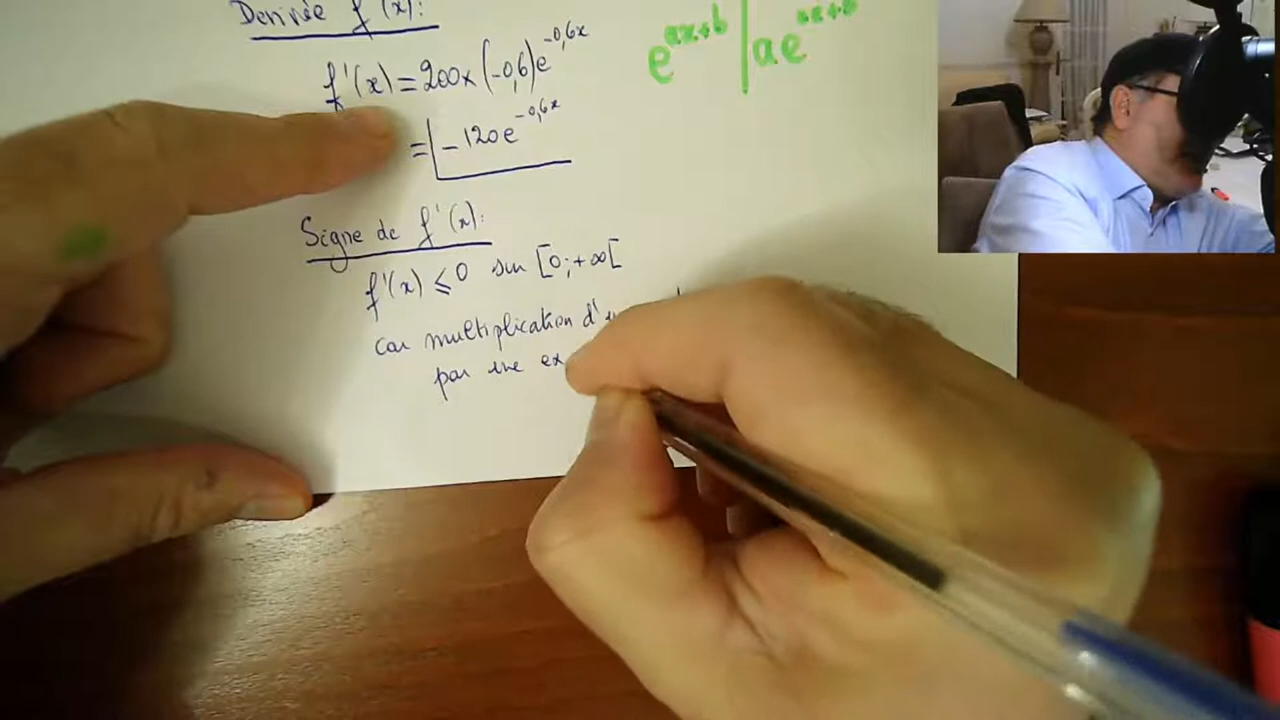 Dérivée f'(x):
f'(x) = 200 x (-0,6)e^{-0,6x}
= -120e^{-0,6x}
e^{ax+b} | ae^{ax+b}
Signe de f'(x):
f'(x) ⩽ 0 sur [0;+∞[
car multiplication d'
par une ex